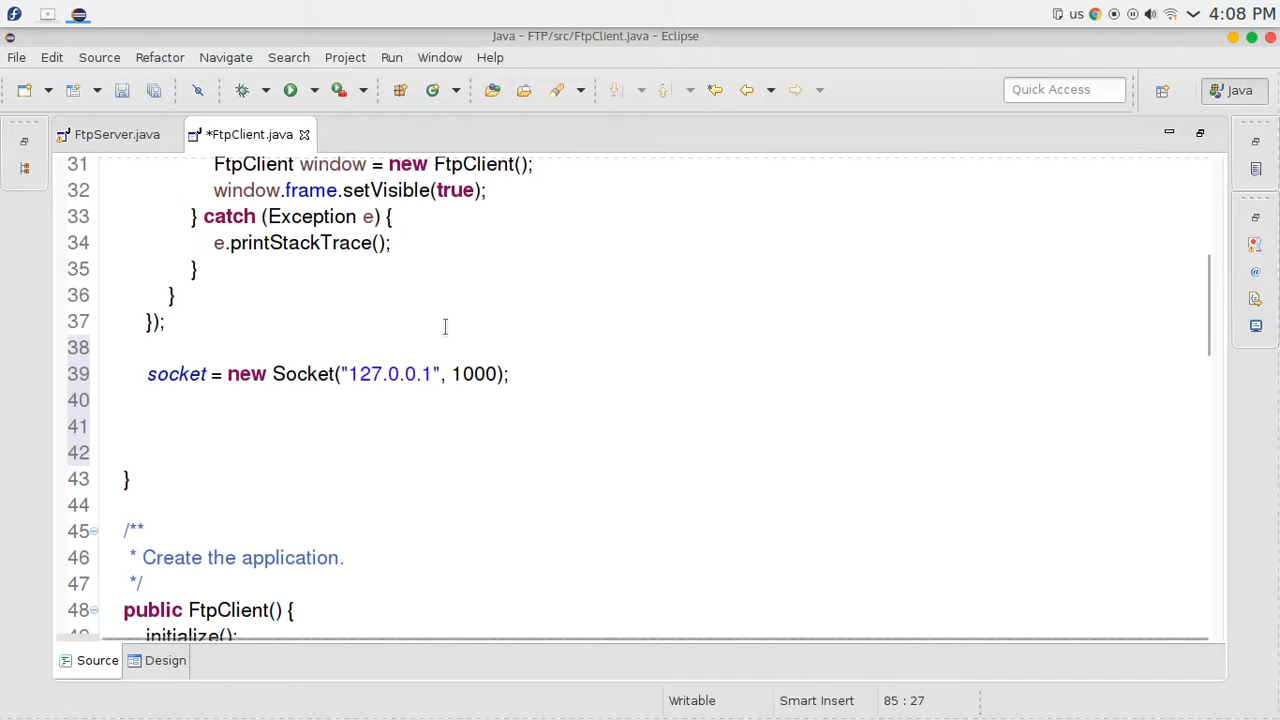 us 4:08 PM
Java - FTP/src/FtpClient.java - Eclipse
File Edit Source Refactor Navigate Search Project Run Window Help
Quick Access Java
FtpServer.java *FtpClient.java
31 FtpClient window = new FtpClient();
32 window.frame.setVisible(true);
33 } catch (Exception e) {
34 e.printStackTrace();
35 }
36 }
37 });
38
39 socket = new Socket("127.0.0.1", 1000);
40
41
42
43 }
44
45 /**
46 * Create the application.
47 */
48 public FtpClient() {
49 initialize();
Source Design
Writable Smart Insert 85 : 27